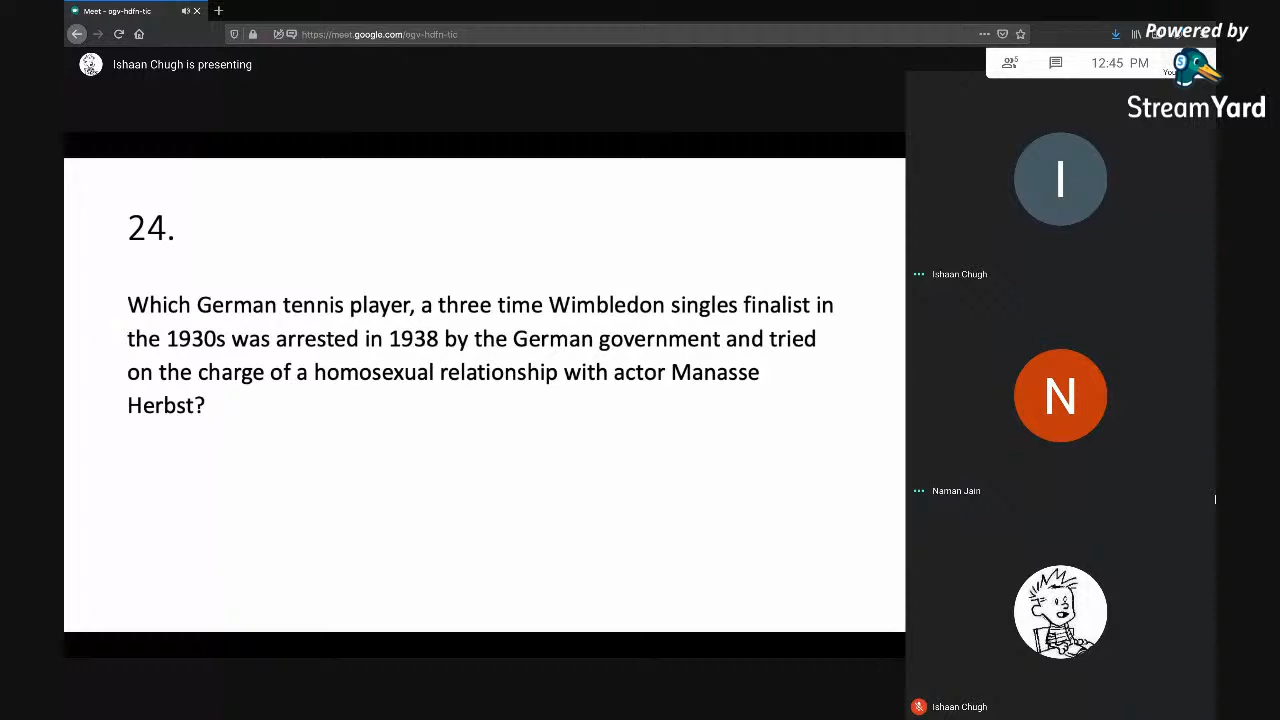 Meet - ogv-hdfn-tic
https://meet.google.com/ogv-hdfn-tic
Powered by
StreamYard
Ishaan Chugh is presenting
5
12:45 PM
You
S
24.
Which German tennis player, a three time Wimbledon singles finalist in
the 1930s was arrested in 1938 by the German government and tried
on the charge of a homosexual relationship with actor Manasse
Herbst?
I
Ishaan Chugh
N
Naman Jain
Ishaan Chugh